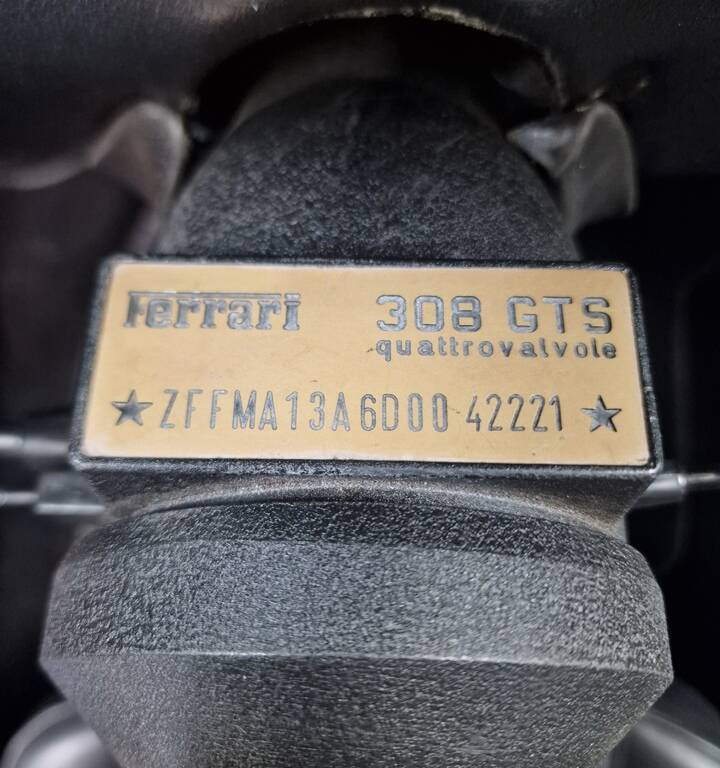 Ferrari 308 GTS
quattrovalvole
★ ZFFMA13A6D00 42221 ★